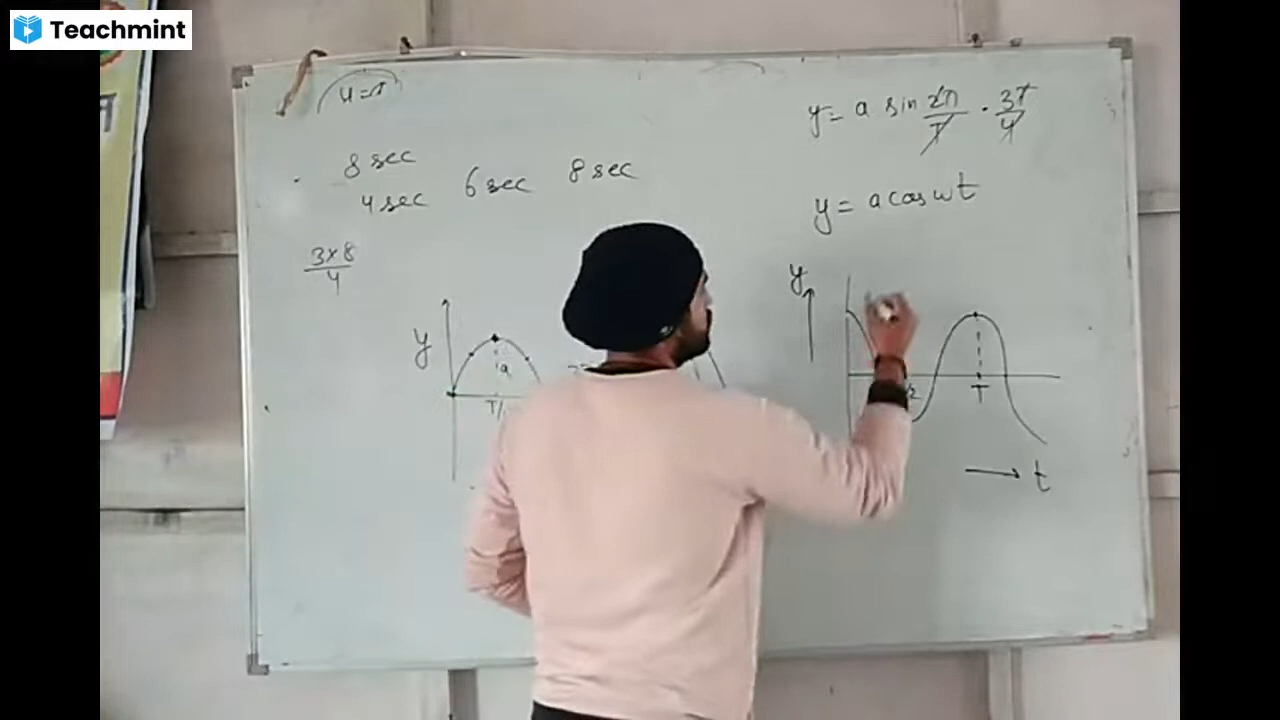 Teachmint
8 sec
4 sec 6 sec 8 sec
3×8
4
y = a sin 2π/T · 3T/4
y = a cos ωt
y
a
T/
y
T
t